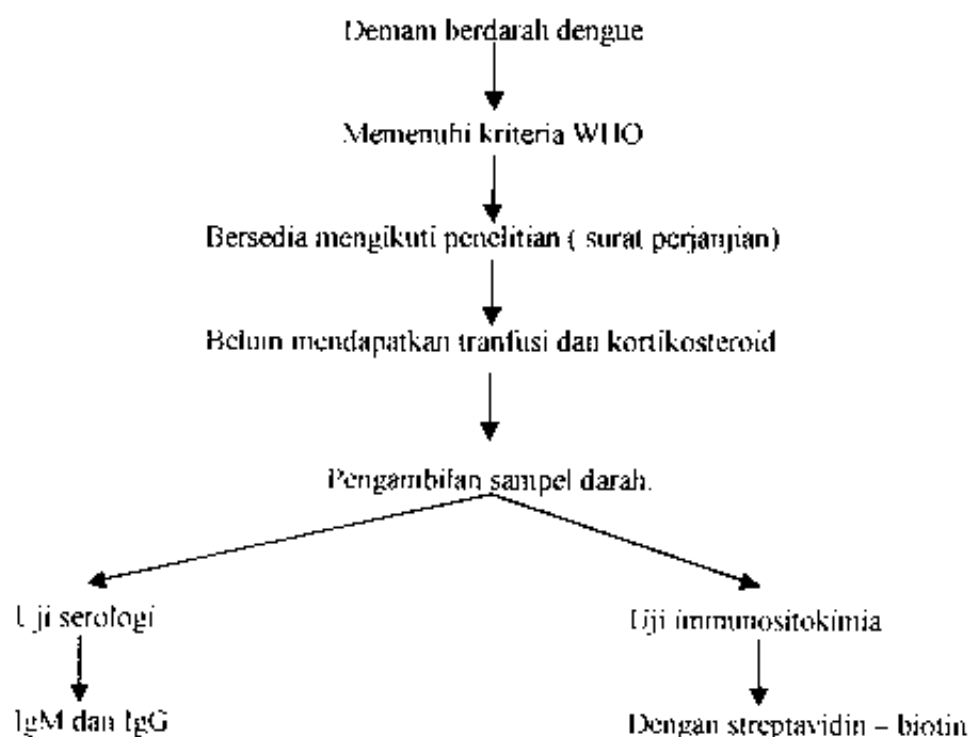 Demam berdarah dengue
Memenuhi kriteria WHO
Bersedia mengikuti penelitian ( surat perjanjian)
Belum mendapatkan tranfusi dan kortikosteroid
Pengambilan sampel darah.
Uji serologi
Uji immunositokimia
IgM dan IgG
Dengan streptavidin – biotin